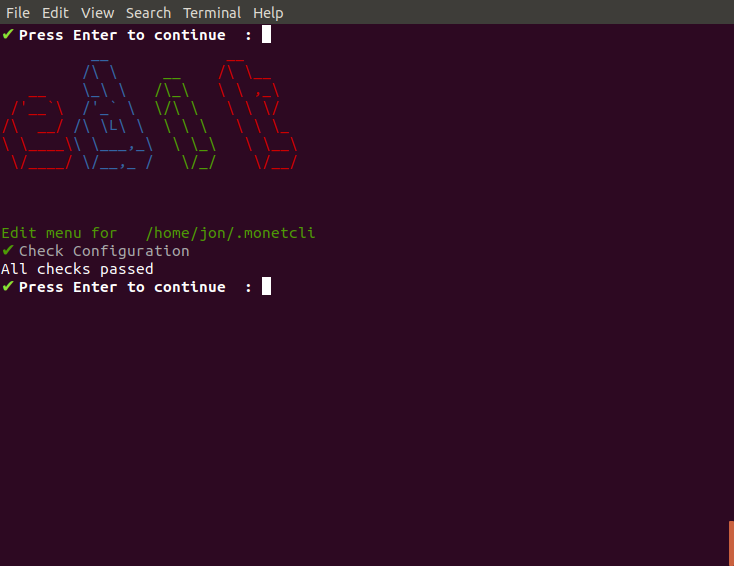 File Edit View Search Terminal Help
✔ Press Enter to continue :
edit
Edit menu for /home/jon/.monetcli
✔ Check Configuration
All checks passed
✔ Press Enter to continue :